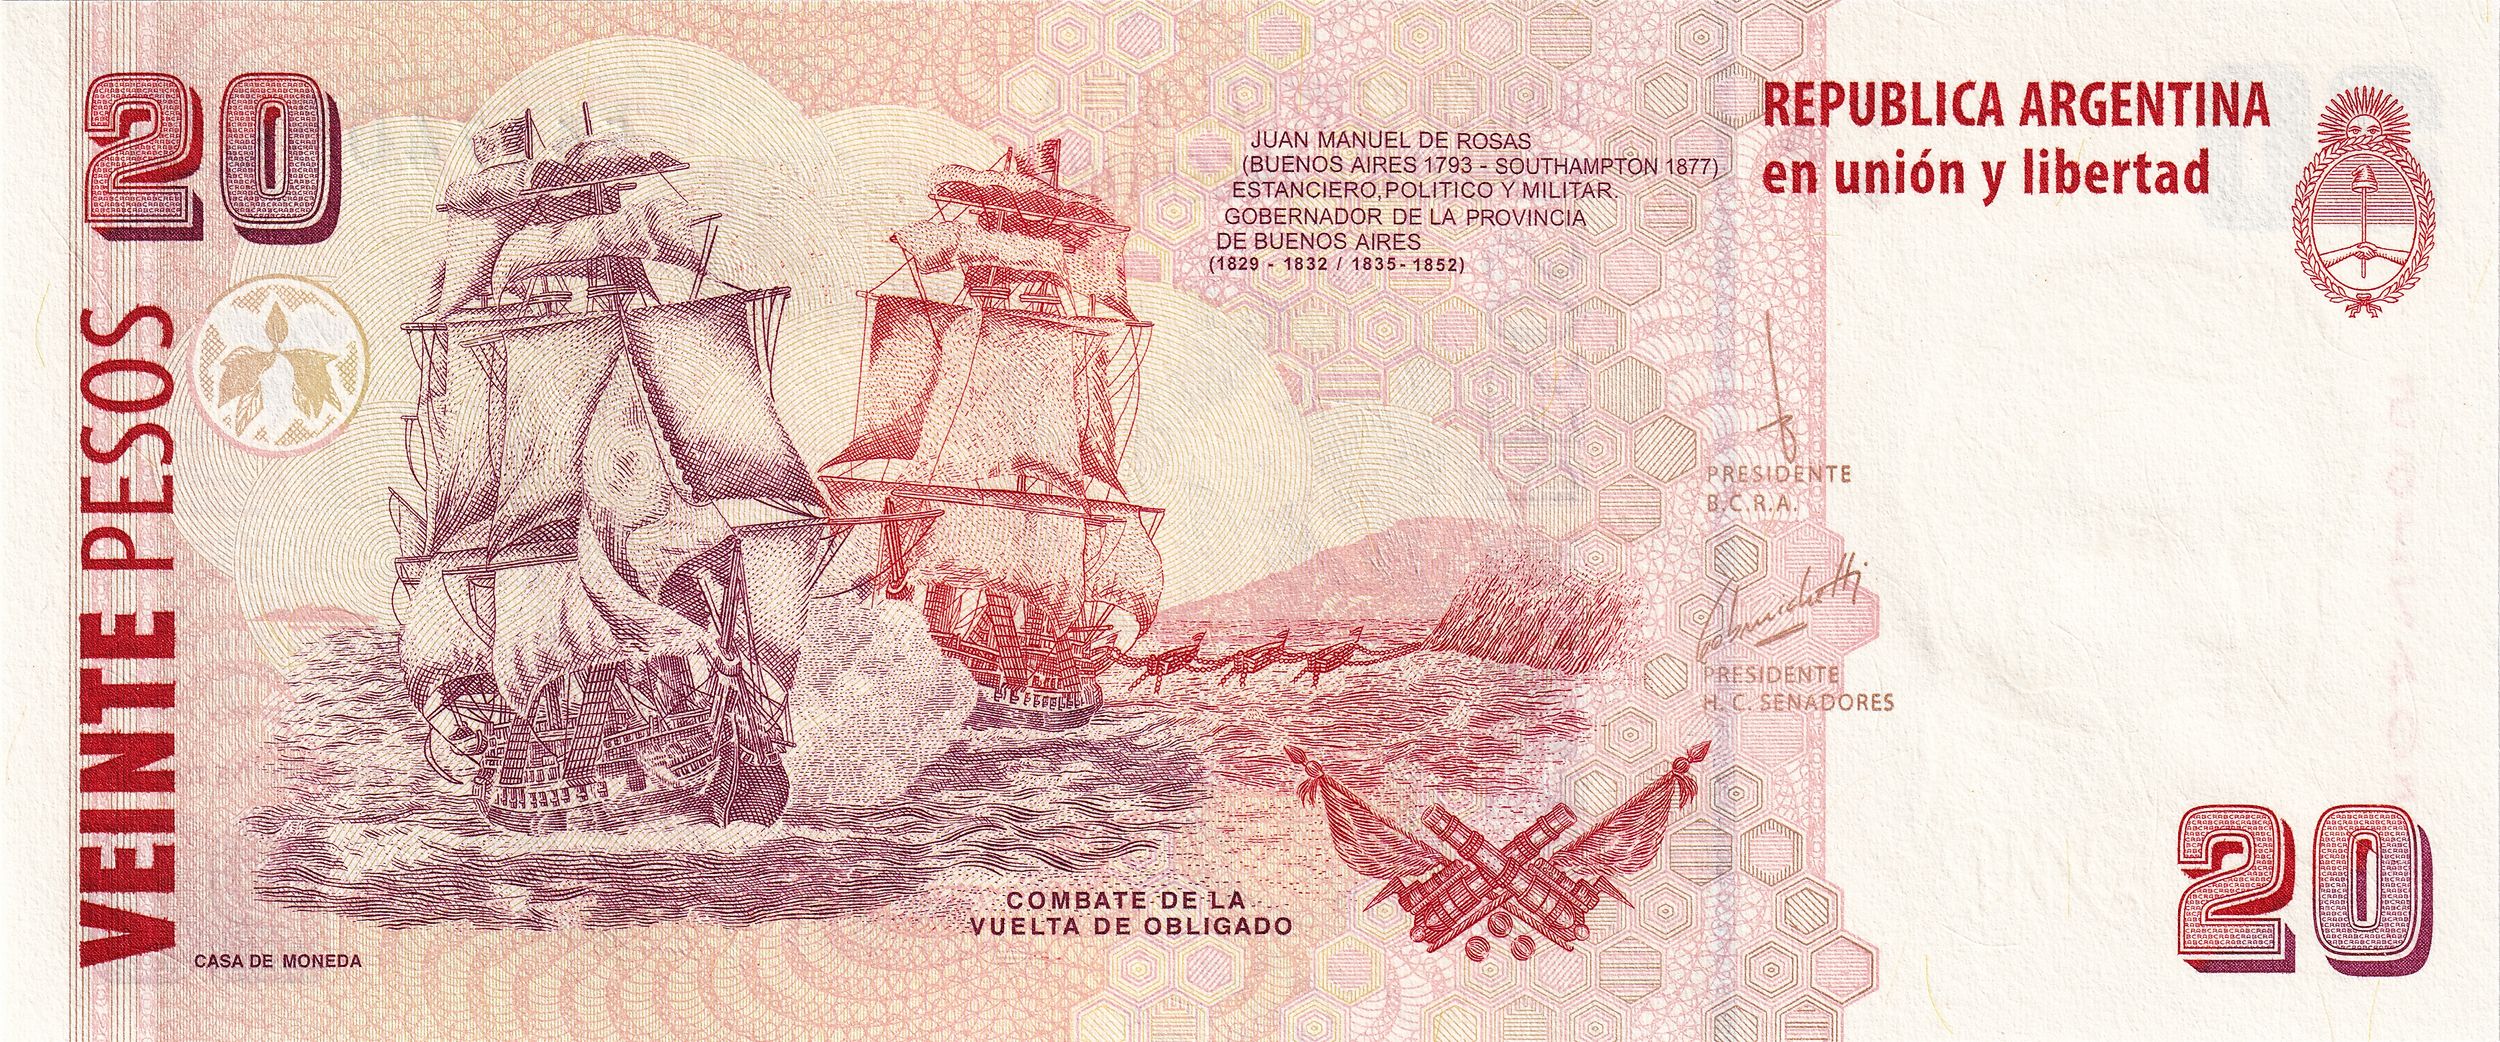 20
VEINTE PESOS
CASA DE MONEDA
JUAN MANUEL DE ROSAS
(BUENOS AIRES 1793 - SOUTHAMPTON 1877)
ESTANCIERO, POLITICO Y MILITAR.
GOBERNADOR DE LA PROVINCIA
DE BUENOS AIRES
(1829 - 1832 / 1835 - 1852)
COMBATE DE LA
VUELTA DE OBLIGADO
REPUBLICA ARGENTINA
en unión y libertad
PRESIDENTE
B.C.R.A.
PRESIDENTE
H. C. SENADORES
20